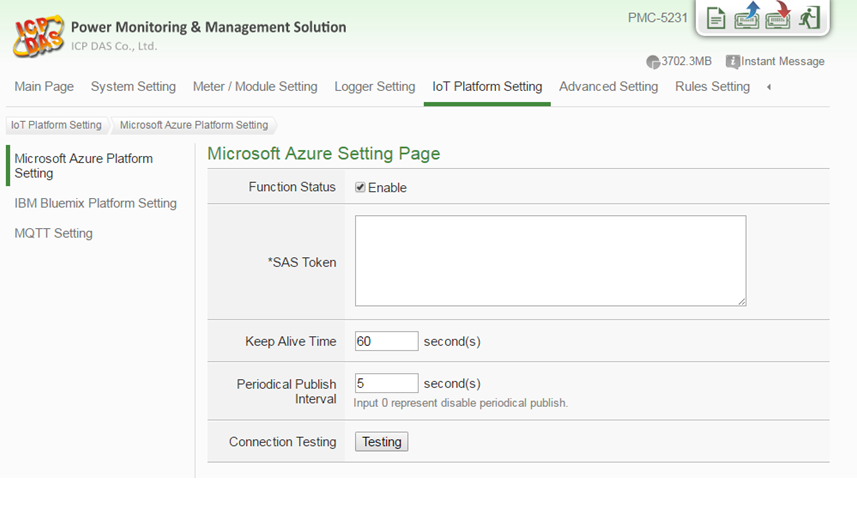 ICP
DAS
Power Monitoring & Management Solution
ICP DAS Co., Ltd.
PMC-5231
3702.3MB
Instant Message
Main Page
System Setting
Meter / Module Setting
Logger Setting
IoT Platform Setting
Advanced Setting
Rules Setting
IoT Platform Setting
Microsoft Azure Platform Setting
Microsoft Azure Platform
Setting
IBM Bluemix Platform Setting
MQTT Setting
Microsoft Azure Setting Page
Function Status
Enable
*SAS Token
Keep Alive Time
60 second(s)
Periodical Publish
Interval
5 second(s)
Input 0 represent disable periodical publish.
Connection Testing
Testing